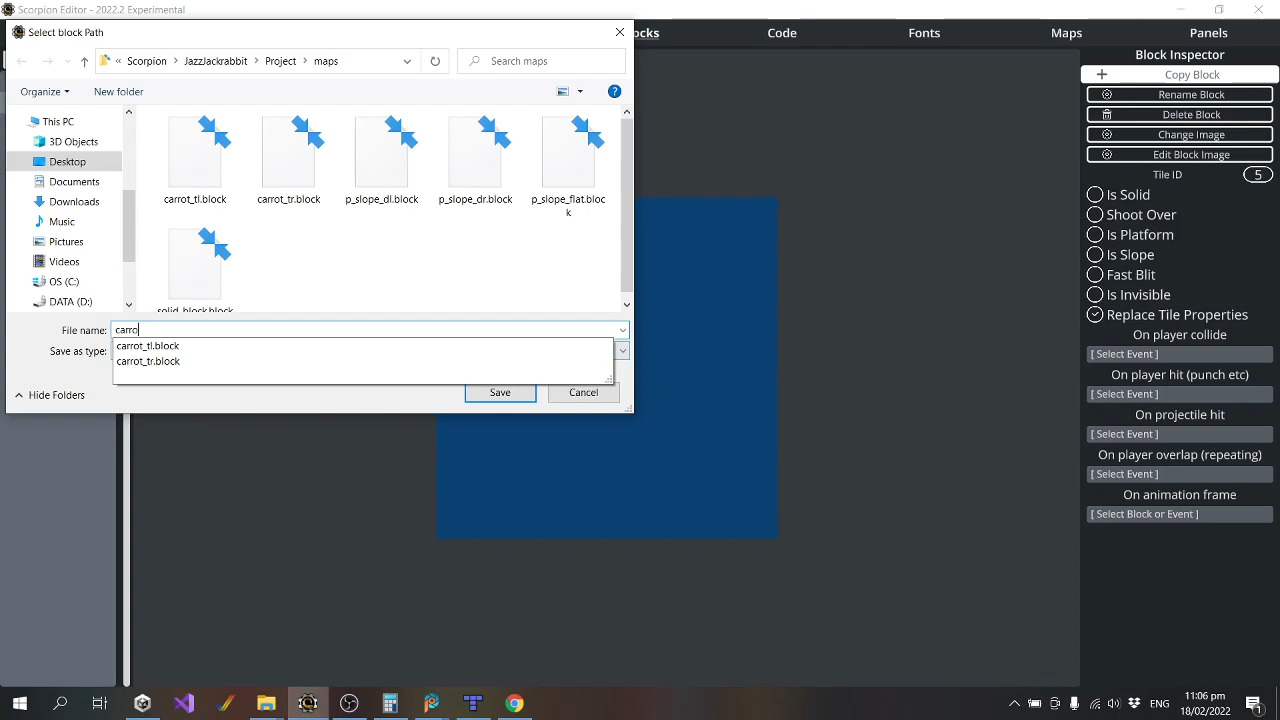 Scorpion Editor - 2022.2 Experimental
Select block Path
ocks
Code
Fonts
Maps
Panels
« Scorpion > JazzJackrabbit > Project > maps
Search maps
Organize
New folder
This PC
3D Objects
Desktop
Documents
Downloads
Music
Pictures
Videos
OS (C:)
DATA (D:)
carrot_tl.block
carrot_tr.block
p_slope_dl.block
p_slope_dr.block
p_slope_flat.bloc
k
solid_block.block
File name:
carro
Save as type:
carrot_tl.block
carrot_tr.block
Hide Folders
Save
Cancel
Block Inspector
Copy Block
Rename Block
Delete Block
Change Image
Edit Block Image
Tile ID
5
Is Solid
Shoot Over
Is Platform
Is Slope
Fast Blit
Is Invisible
Replace Tile Properties
On player collide
[ Select Event ]
On player hit (punch etc)
[ Select Event ]
On projectile hit
[ Select Event ]
On player overlap (repeating)
[ Select Event ]
On animation frame
[ Select Block or Event ]
ENG
11:06 pm
18/02/2022
1